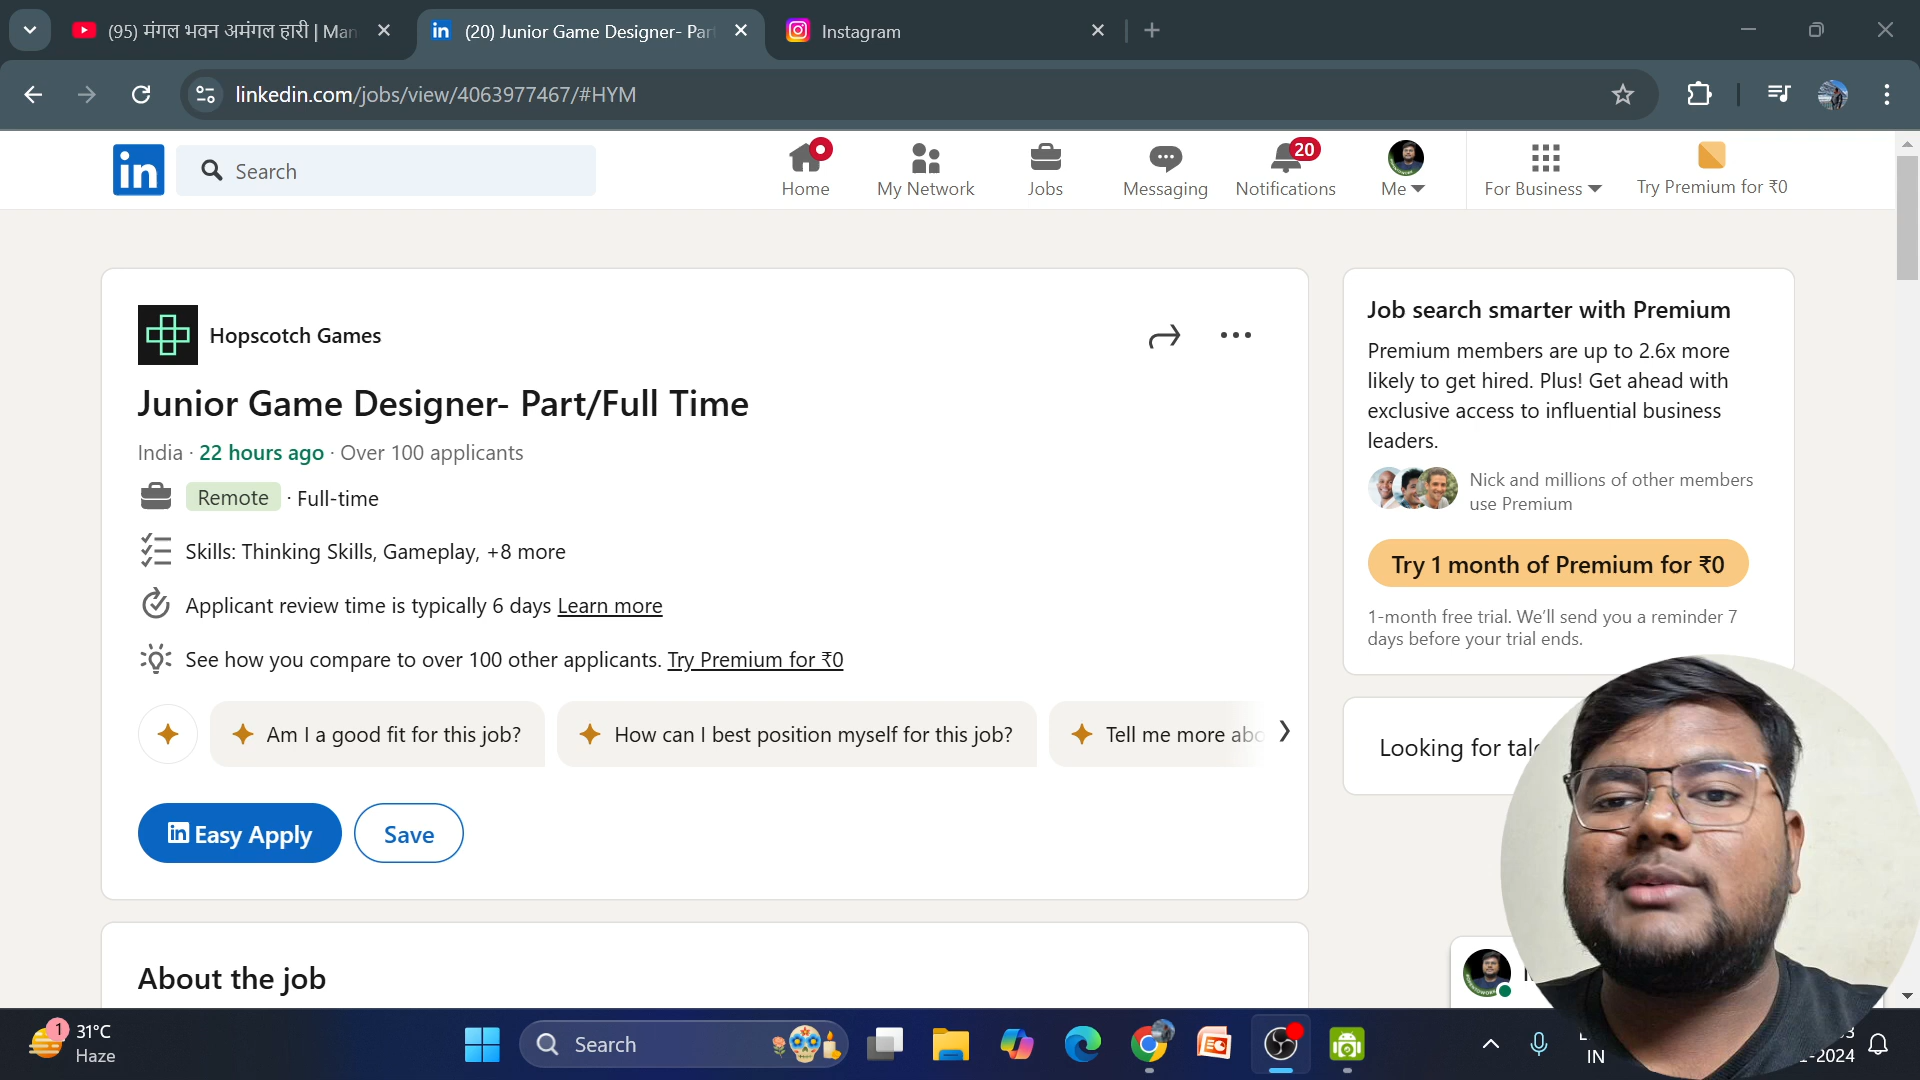 (95) मंगल भवन अमंगल हारी | Man
(20) Junior Game Designer- Par
Instagram
linkedin.com/jobs/view/4063977467/#HYM
in
Search
Home
My Network
Jobs
Messaging
20
Notifications
Me
For Business
Try Premium for ₹0
Hopscotch Games
Junior Game Designer- Part/Full Time
India · 22 hours ago · Over 100 applicants
Remote · Full-time
Skills: Thinking Skills, Gameplay, +8 more
Applicant review time is typically 6 days Learn more
See how you compare to over 100 other applicants. Try Premium for ₹0
Am I a good fit for this job?
How can I best position myself for this job?
Tell me more abo
in Easy Apply
Save
About the job
Job search smarter with Premium
Premium members are up to 2.6x more
likely to get hired. Plus! Get ahead with
exclusive access to influential business
leaders.
Nick and millions of other members
use Premium
Try 1 month of Premium for ₹0
1-month free trial. We'll send you a reminder 7
days before your trial ends.
Looking for tale
1
31°C
Haze
Search
IN
-2024